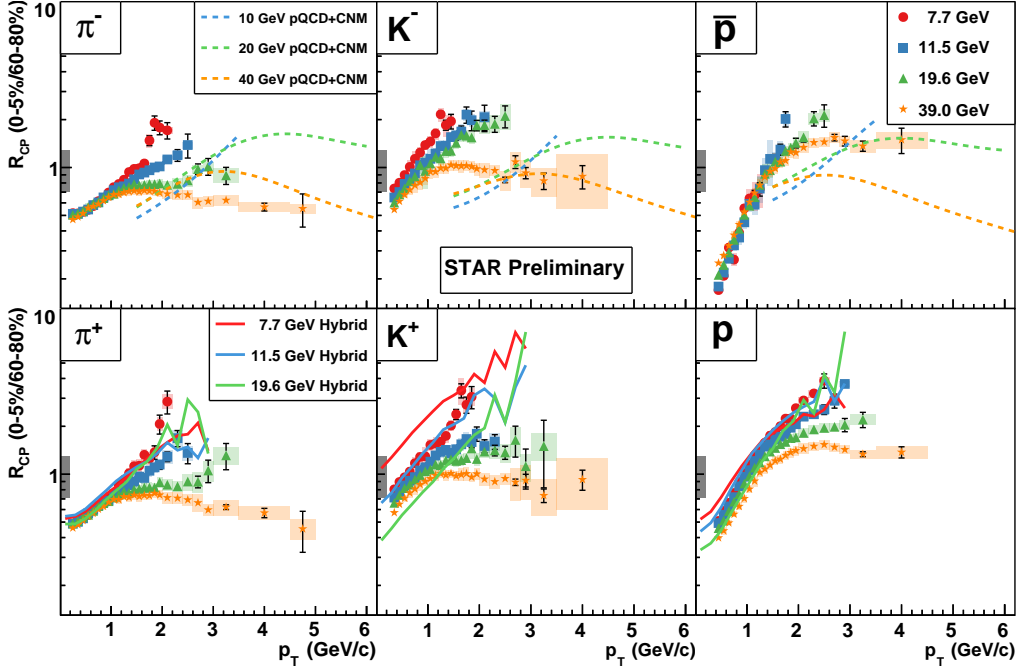 10
π⁻
10 GeV pQCD+CNM
20 GeV pQCD+CNM
40 GeV pQCD+CNM
K⁻
p̅
7.7 GeV
11.5 GeV
19.6 GeV
39.0 GeV
R_CP (0-5%/60-80%)
1
STAR Preliminary
10
π⁺
7.7 GeV Hybrid
11.5 GeV Hybrid
19.6 GeV Hybrid
K⁺
p
R_CP (0-5%/60-80%)
1
1 2 3 4 5 6 1 2 3 4 5 6 1 2 3 4 5 6
p_T (GeV/c) p_T (GeV/c) p_T (GeV/c)